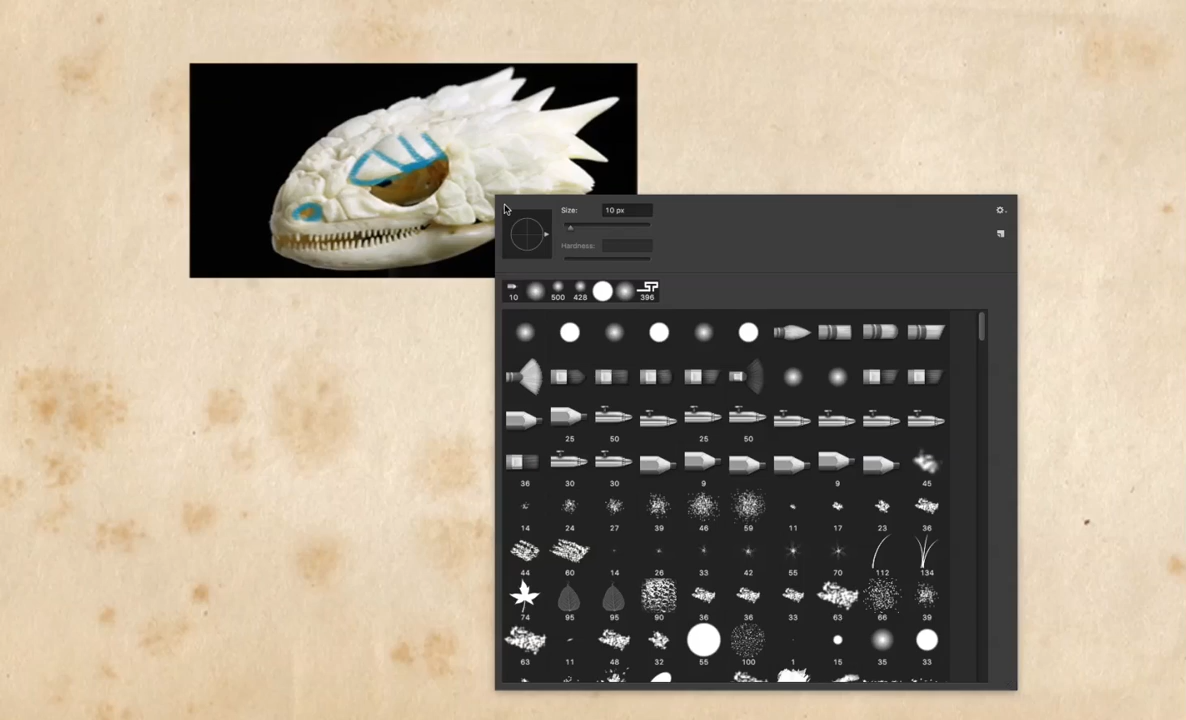 Size: 10 px
Hardness:
10 500 428 396
25 50 25 50
36 30 30 9 9 45
14 24 27 39 46 59 11 17 23 36
44 60 14 26 33 42 55 70 112 134
74 95 95 90 36 36 33 63 66 39
63 11 48 32 55 100 1 15 35 33